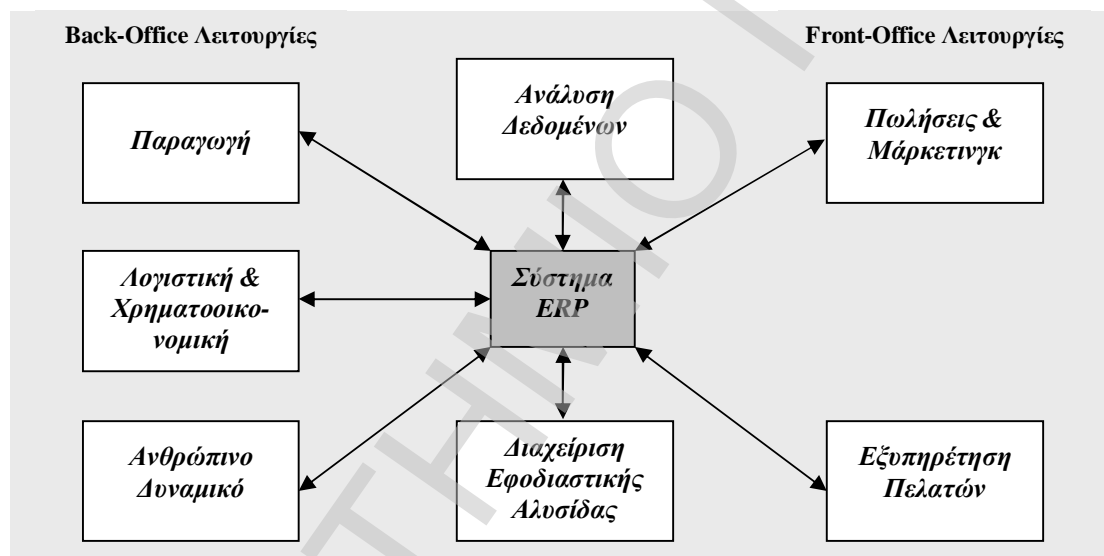 Back-Office Λειτουργίες
Front-Office Λειτουργίες
Παραγωγή
Ανάλυση
Δεδομένων
Πωλήσεις &
Μάρκετινγκ
Λογιστική &
Χρηματοοικο-
νομική
Σύστημα
ERP
Ανθρώπινο
Δυναμικό
Διαχείριση
Εφοδιαστικής
Αλυσίδας
Εξυπηρέτηση
Πελατών